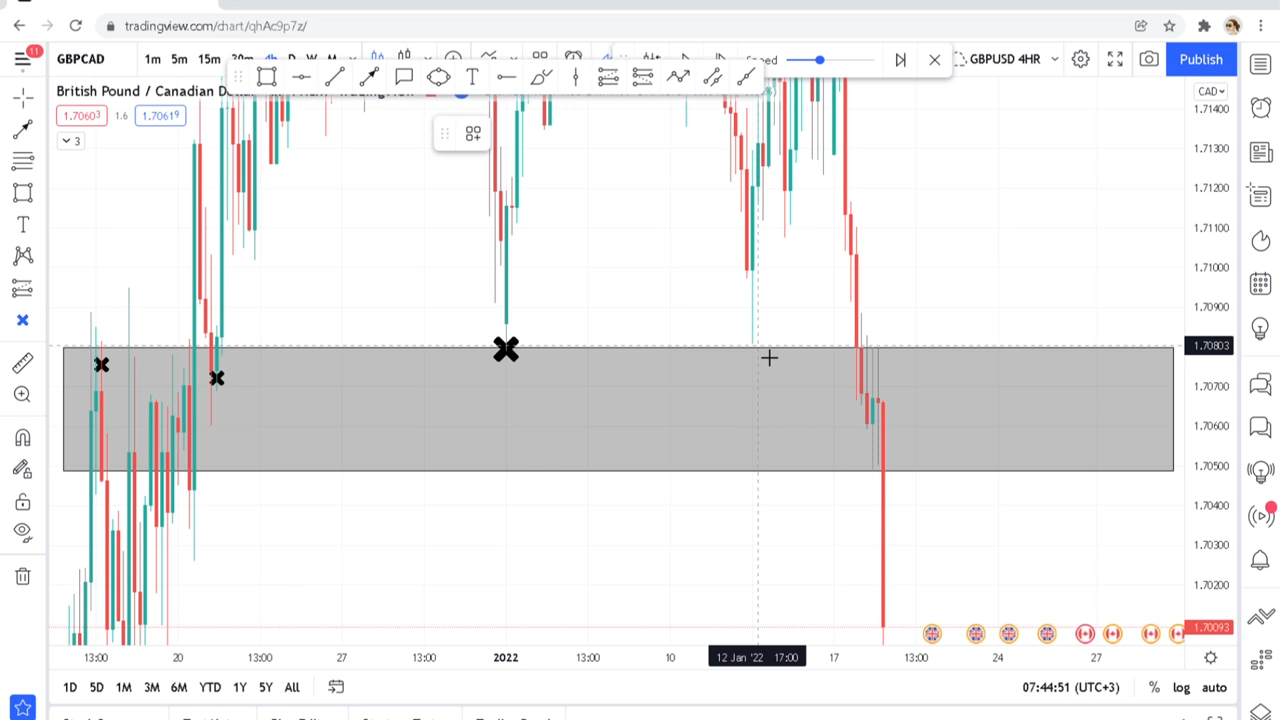 tradingview.com/chart/qhAc9p7z/
11
GBPCAD 1m 5m 15m 30m 4h D W M Speed GBPUSD 4HR Publish
British Pound / Canadian
CAD
1.70603 1.6 1.70619
3
1.71400
1.71300
1.71200
1.71100
1.71000
1.70900
1.70803
1.70700
1.70600
1.70500
1.70400
1.70300
1.70200
1.70093
13:00 20 13:00 27 13:00 2022 13:00 10 12 Jan '22 17:00 17 13:00 24 27
1D 5D 1M 3M 6M YTD 1Y 5Y All 07:44:51 (UTC+3) % log auto